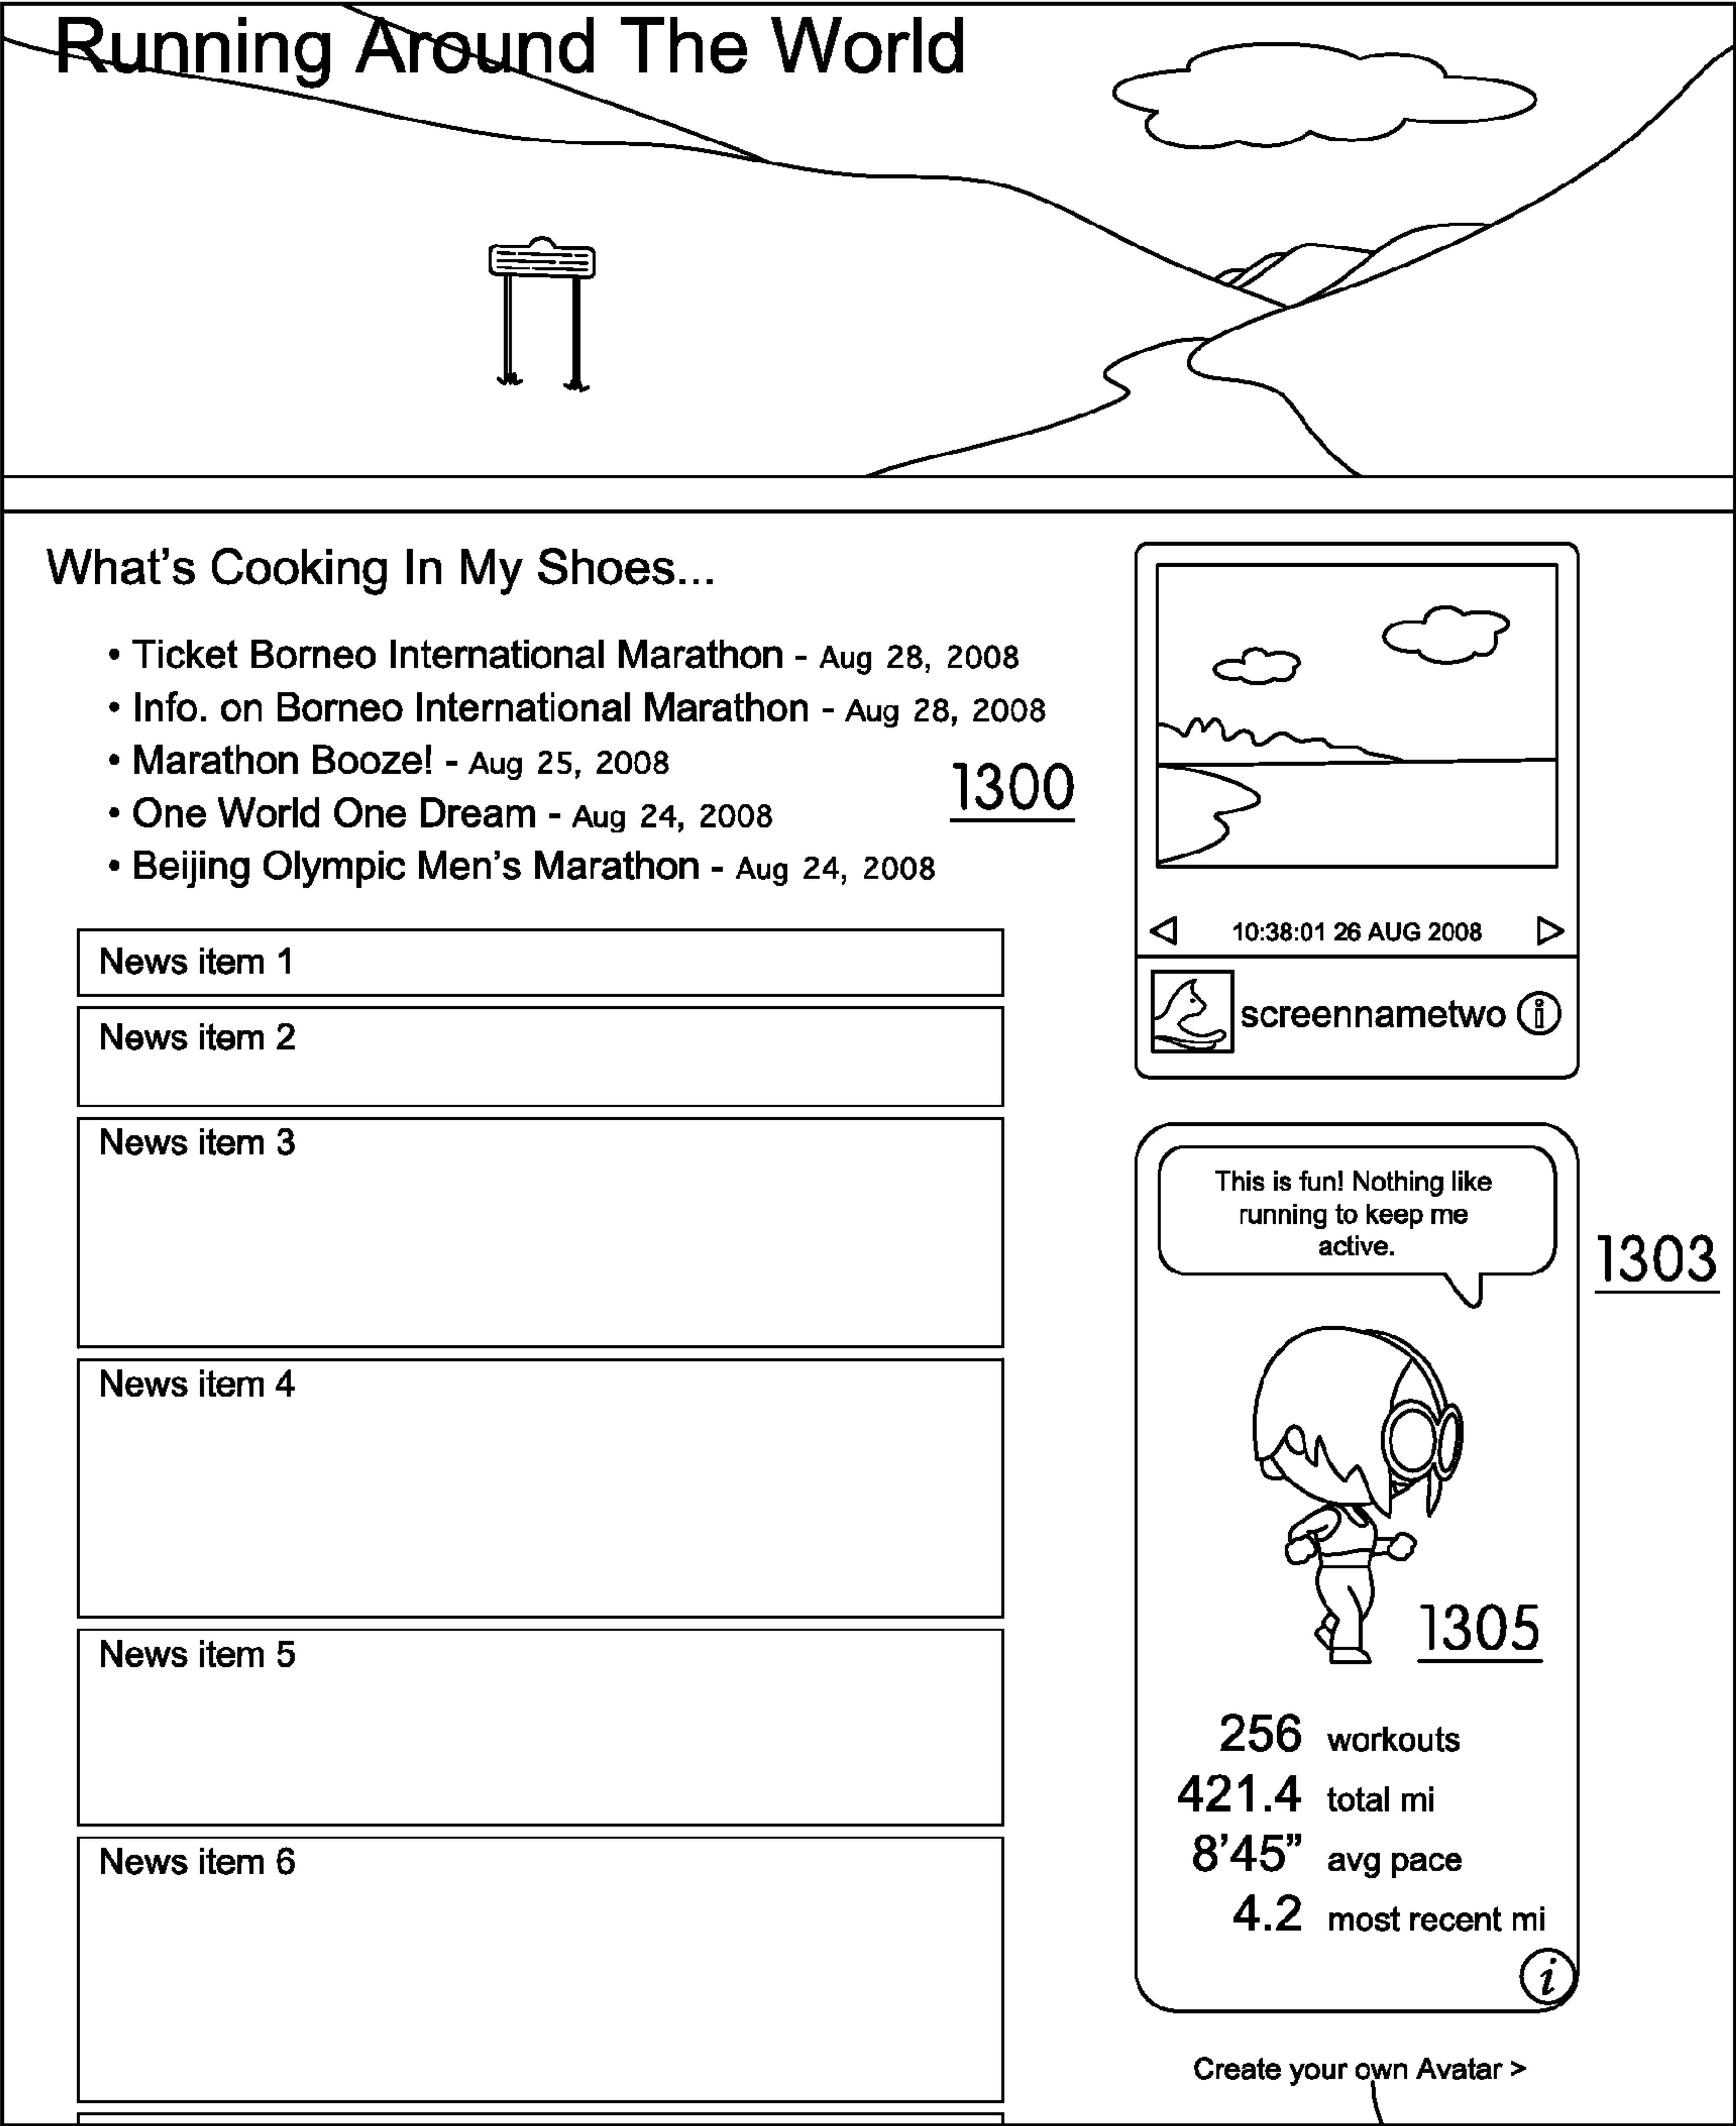 Running Around The World
What's Cooking In My Shoes...
• Ticket Borneo International Marathon - Aug 28, 2008
• Info. on Borneo International Marathon - Aug 28, 2008
• Marathon Booze! - Aug 25, 2008
• One World One Dream - Aug 24, 2008
• Beijing Olympic Men's Marathon - Aug 24, 2008
1300
News item 1
News item 2
News item 3
News item 4
News item 5
News item 6
10:38:01 26 AUG 2008
screennametwo i
This is fun! Nothing like
running to keep me
active.
1303
1305
256 workouts
421.4 total mi
8'45” avg pace
4.2 most recent mi
i
Create your own Avatar >